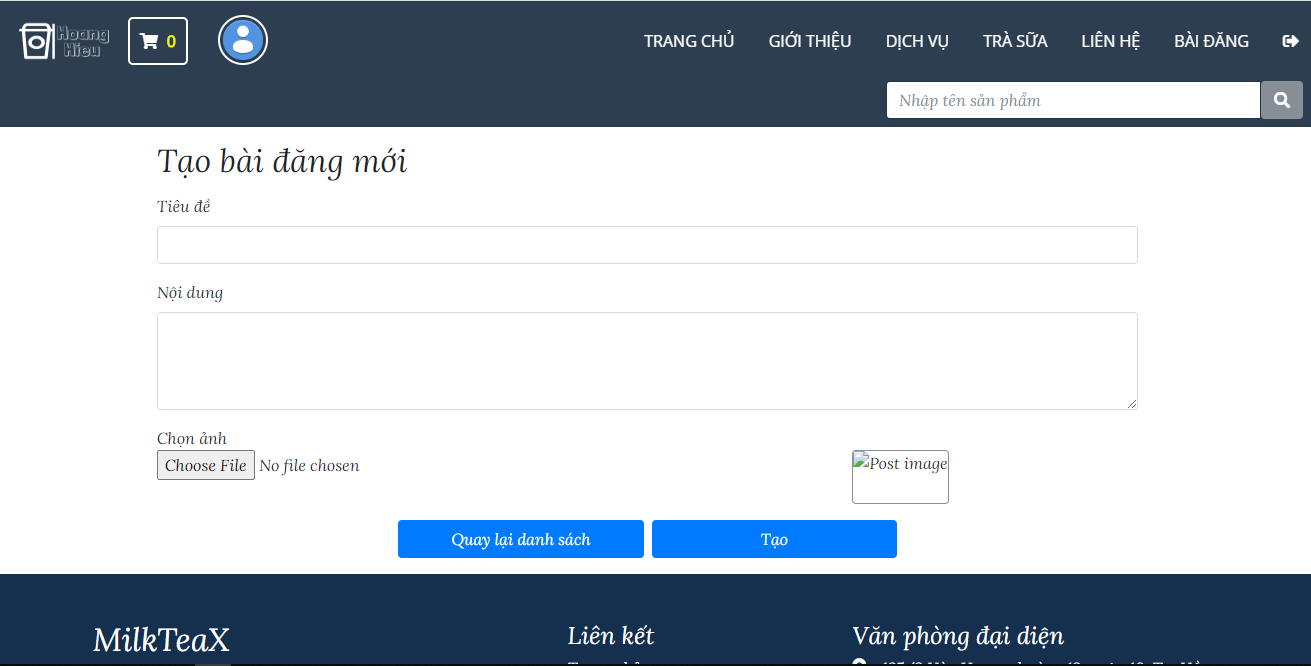 Hoang
Hieu
0
TRANG CHỦ GIỚI THIỆU DỊCH VỤ TRÀ SỮA LIÊN HỆ BÀI ĐĂNG
Nhập tên sản phẩm
Tạo bài đăng mới
Tiêu đề
Nội dung
Chọn ảnh
Choose File No file chosen
Post image
Quay lại danh sách Tạo
MilkTeaX Liên kết Văn phòng đại diện